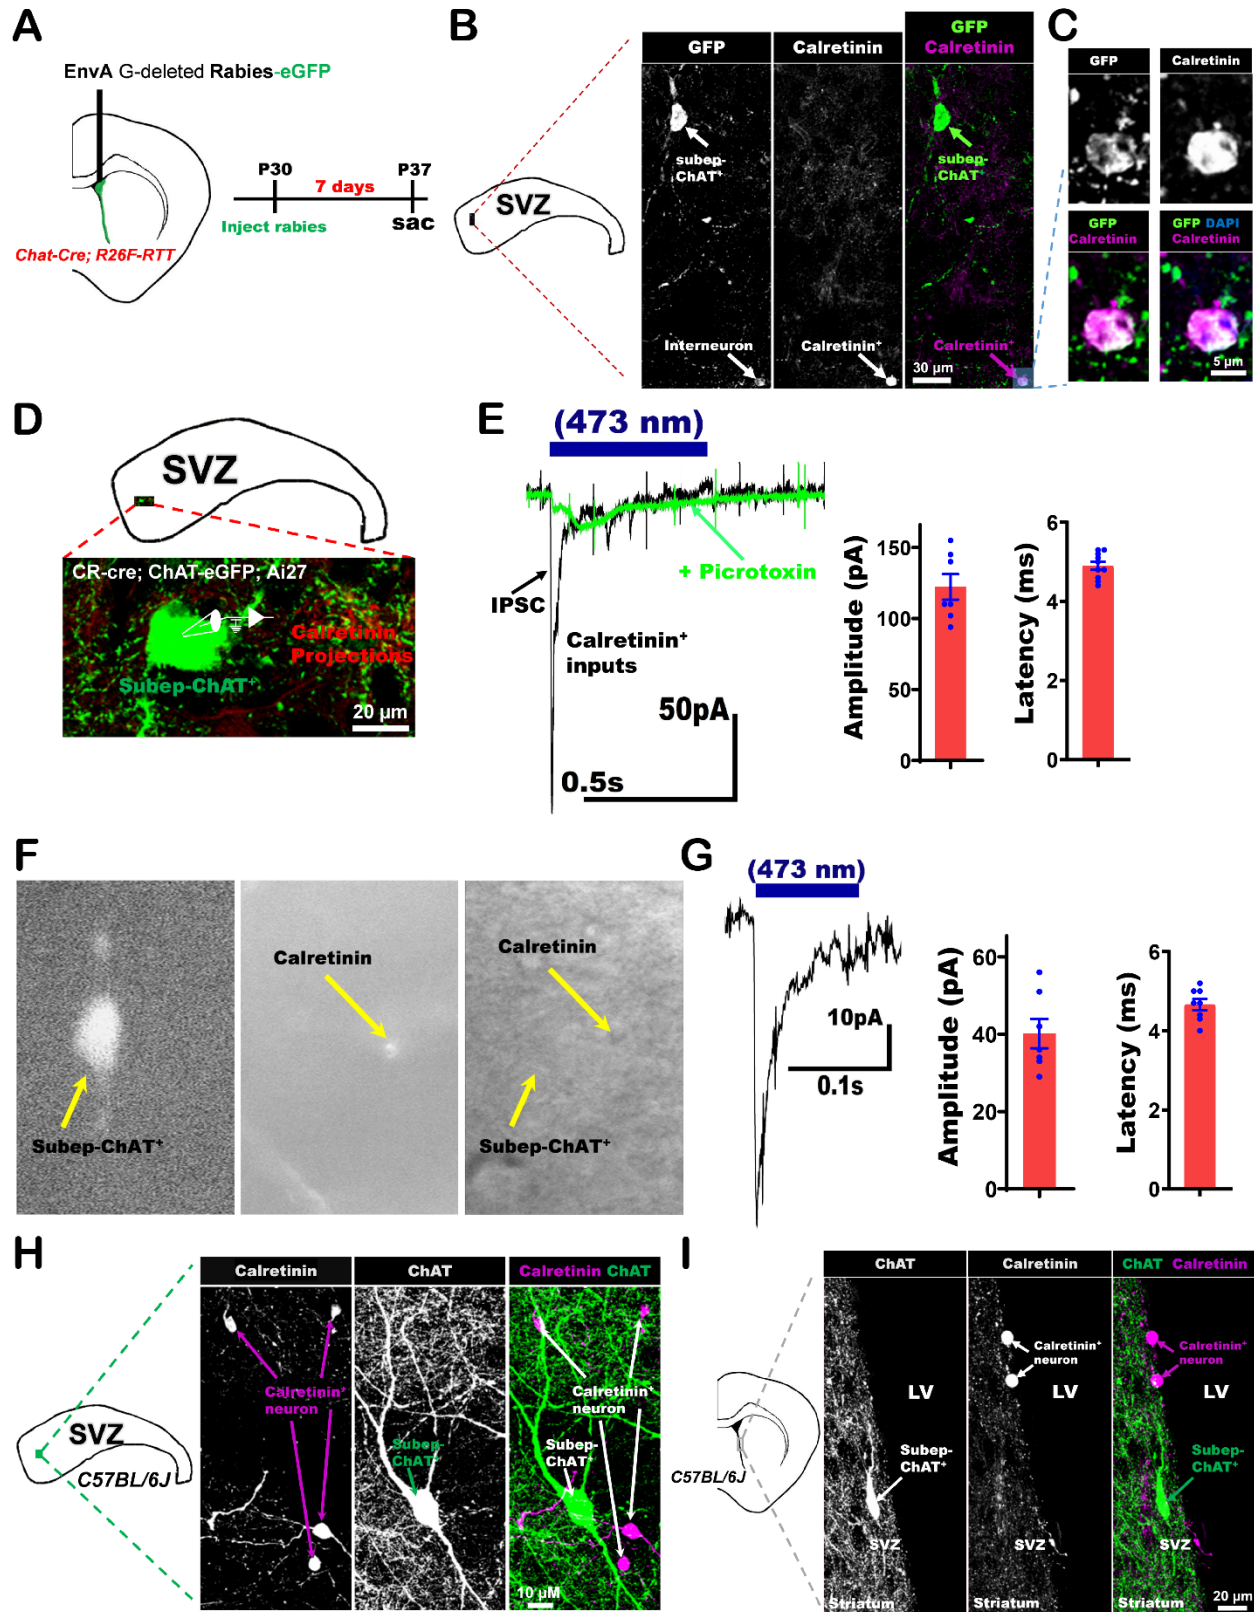 A
EnvA G-deleted Rabies-eGFP
P30
P37
7 days
Inject rabies
sac
Chat-Cre; R26F-RTT
B
GFP
Calretinin
GFP
Calretinin
subep-
ChAT⁺
subep-
ChAT⁺
SVZ
Interneuron
Calretinin⁺
Calretinin⁺
30 µm
C
GFP
Calretinin
GFP
Calretinin
GFP DAPI
Calretinin
5 µm
D
SVZ
CR-cre; ChAT-eGFP; Ai27
Calretinin
Projections
Subep-ChAT⁺
20 µm
E
(473 nm)
+ Picrotoxin
IPSC
Calretinin⁺
inputs
50pA
0.5s
Amplitude (pA)
150
100
50
0
Latency (ms)
6
4
2
0
F
Calretinin
Subep-ChAT⁺
Calretinin
Subep-ChAT⁺
G
(473 nm)
10pA
0.1s
Amplitude (pA)
60
40
20
0
Latency (ms)
6
4
2
0
H
Calretinin
ChAT
Calretinin ChAT
Calretinin⁺
neuron
Subep-
ChAT⁺
Calretinin⁺
neuron
Subep-
ChAT⁺
SVZ
C57BL/6J
10 µM
I
ChAT
Calretinin
ChAT Calretinin
Calretinin⁺
neuron
Calretinin⁺
neuron
LV
LV
LV
Subep-
ChAT⁺
Subep-
ChAT⁺
C57BL/6J
SVZ
SVZ
SVZ
Striatum
Striatum
Striatum
20 µm